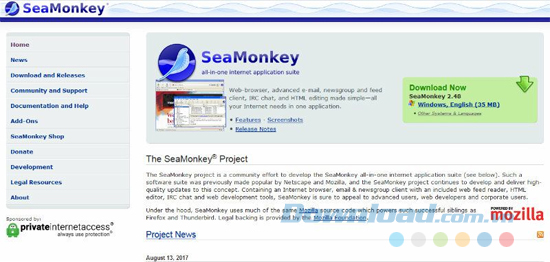 SeaMonkey®
Home
News
Download and Releases
Community and Support
Documentation and Help
Add-Ons
SeaMonkey Shop
Donate
Development
Legal Resources
About
Sponsored by:
privateinternetaccess®
always use protection®
SeaMonkey®
all-in-one internet application suite
Web-browser, advanced e-mail, newsgroup and feed
client, IRC chat, and HTML editing made simple—all
your Internet needs in one application.
Features
Screenshots
Release Notes
Download Now
SeaMonkey 2.48
Windows, English (35 MB)
Other Systems & Languages
The SeaMonkey® Project
The SeaMonkey project is a community effort to develop the SeaMonkey all-in-one internet application suite (see below). Such a
software suite was previously made popular by Netscape and Mozilla, and the SeaMonkey project continues to develop and deliver high-
quality updates to this concept. Containing an Internet browser, email & newsgroup client with an included web feed reader, HTML
editor, IRC chat and web development tools, SeaMonkey is sure to appeal to advanced users, web developers and corporate users.
Under the hood, SeaMonkey uses much of the same Mozilla source code which powers such successful siblings as
Firefox and Thunderbird. Legal backing is provided by the Mozilla Foundation.
POWERED BY
mozilla
Download.com.vn
Project News
August 13, 2017